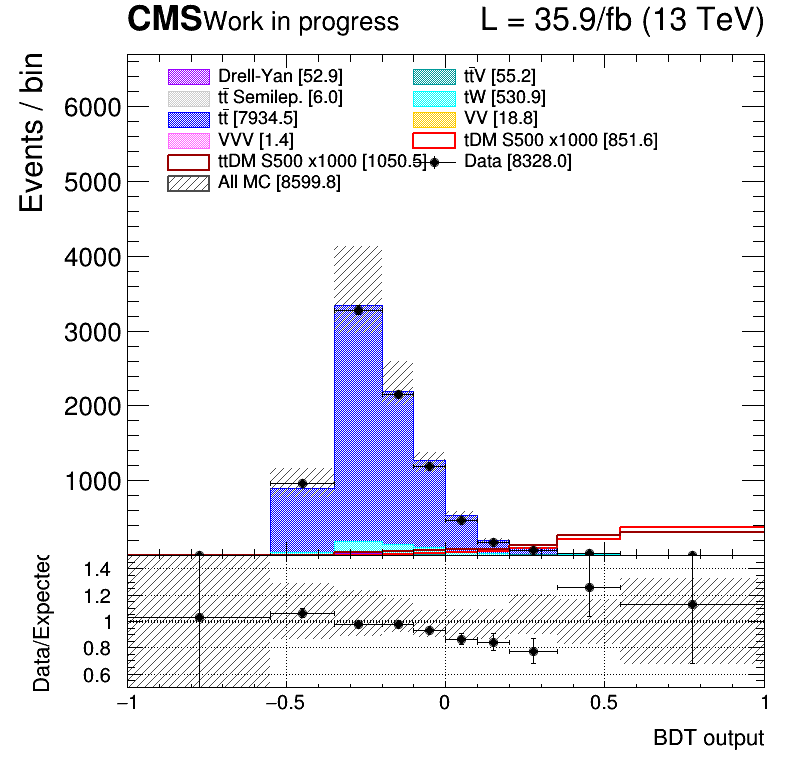 CMS Work in progress L = 35.9/fb (13 TeV)
Events / bin
6000
5000
4000
3000
2000
1000
Drell-Yan [52.9] tt̄V [55.2]
tt̄ Semilep. [6.0] tW [530.9]
tt̄ [7934.5] VV [18.8]
VVV [1.4] tDM S500 x1000 [851.6]
ttDM S500 x1000 [1050.5] Data [8328.0]
All MC [8599.8]
Data/Expected
1.4
1.2
1
0.8
0.6
−1 −0.5 0 0.5 1
BDT output